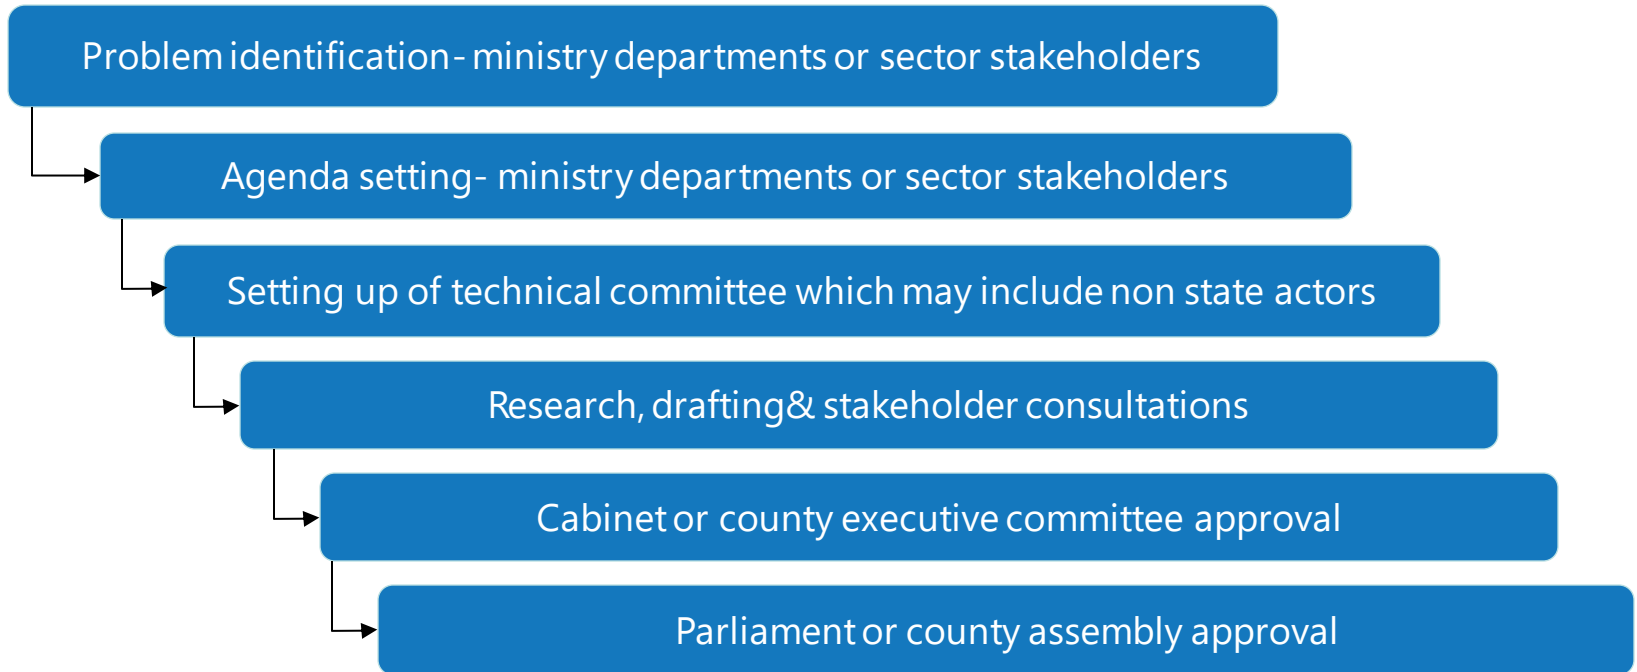 Problem identification- ministry departments or sector stakeholders
Agenda setting- ministry departments or sector stakeholders
Setting up of technical committee which may include non state actors
Research, drafting& stakeholder consultations
Cabinet or county executive committee approval
Parliament or county assembly approval